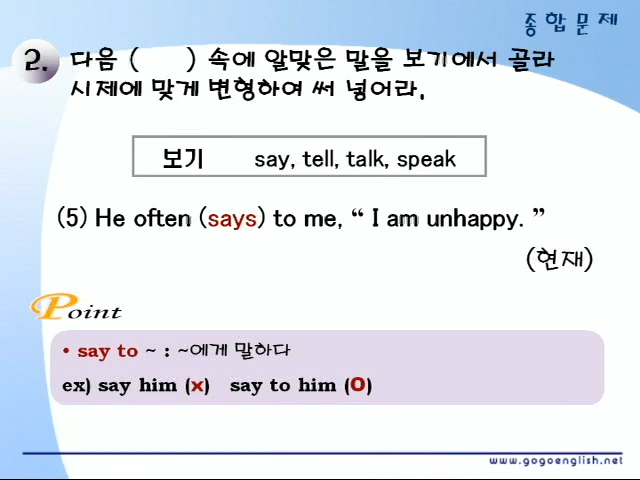 종합문제
2. 다음 (      ) 속에 알맞은 말을 보기에서 골라
시제에 맞게 변형하여 써 넣어라.
보기 say, tell, talk, speak
(5) He often (says) to me, “ I am unhappy. ”
(현재)
Point
• say to ~ : ~에게 말하다
ex) say him (x) say to him (O)
www.gogoenglish.net